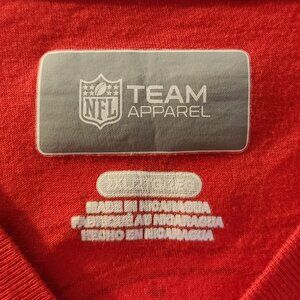 NFL
TEAM
APPAREL
MADE IN NICARAGUA
FABRIQUÉ AU NICARAGUA
HECHO EN NICARAGUA